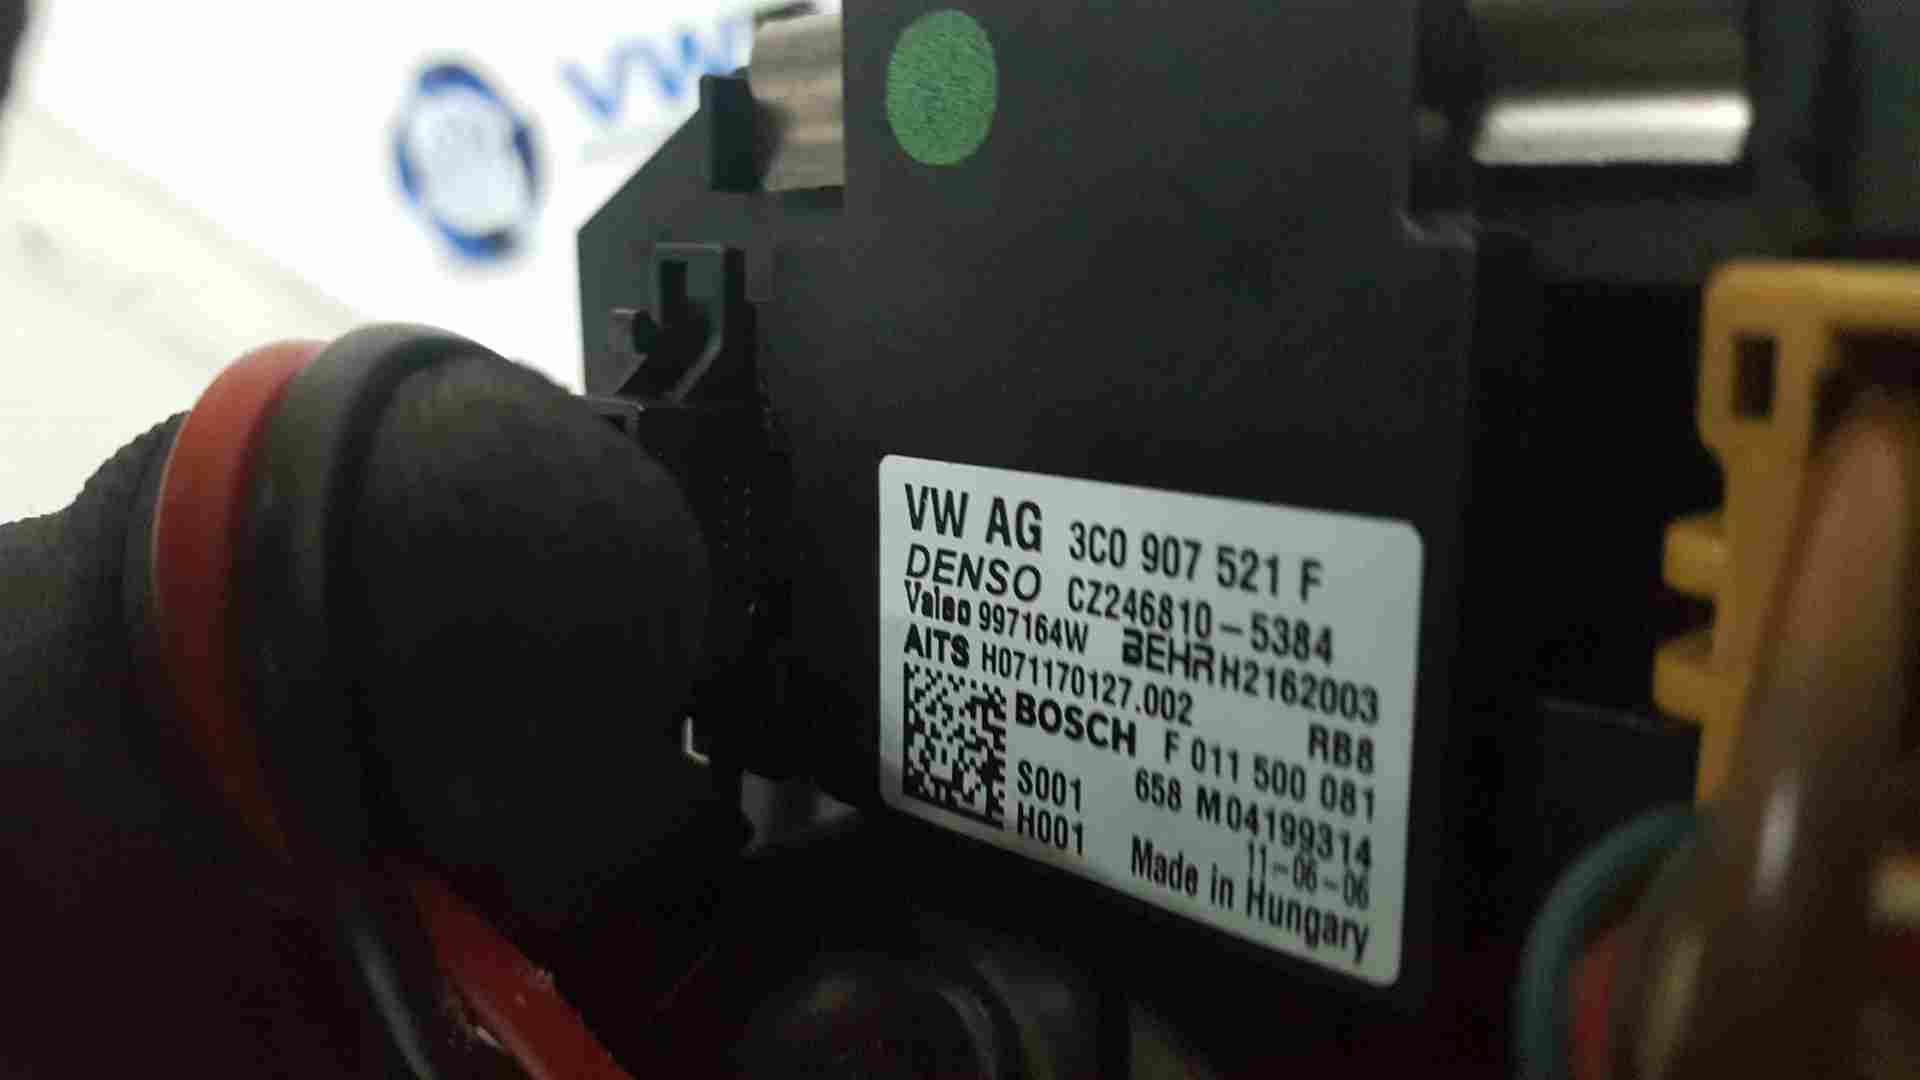 VW
VW AG 3C0 907 521 F
DENSO CZ246810-5384
Valeo 997164W BEHR H2162003
AITS H071170127.002 RB8
BOSCH F 011 500 081
S001 658 M04199314
H001 11-06-06
Made in Hungary